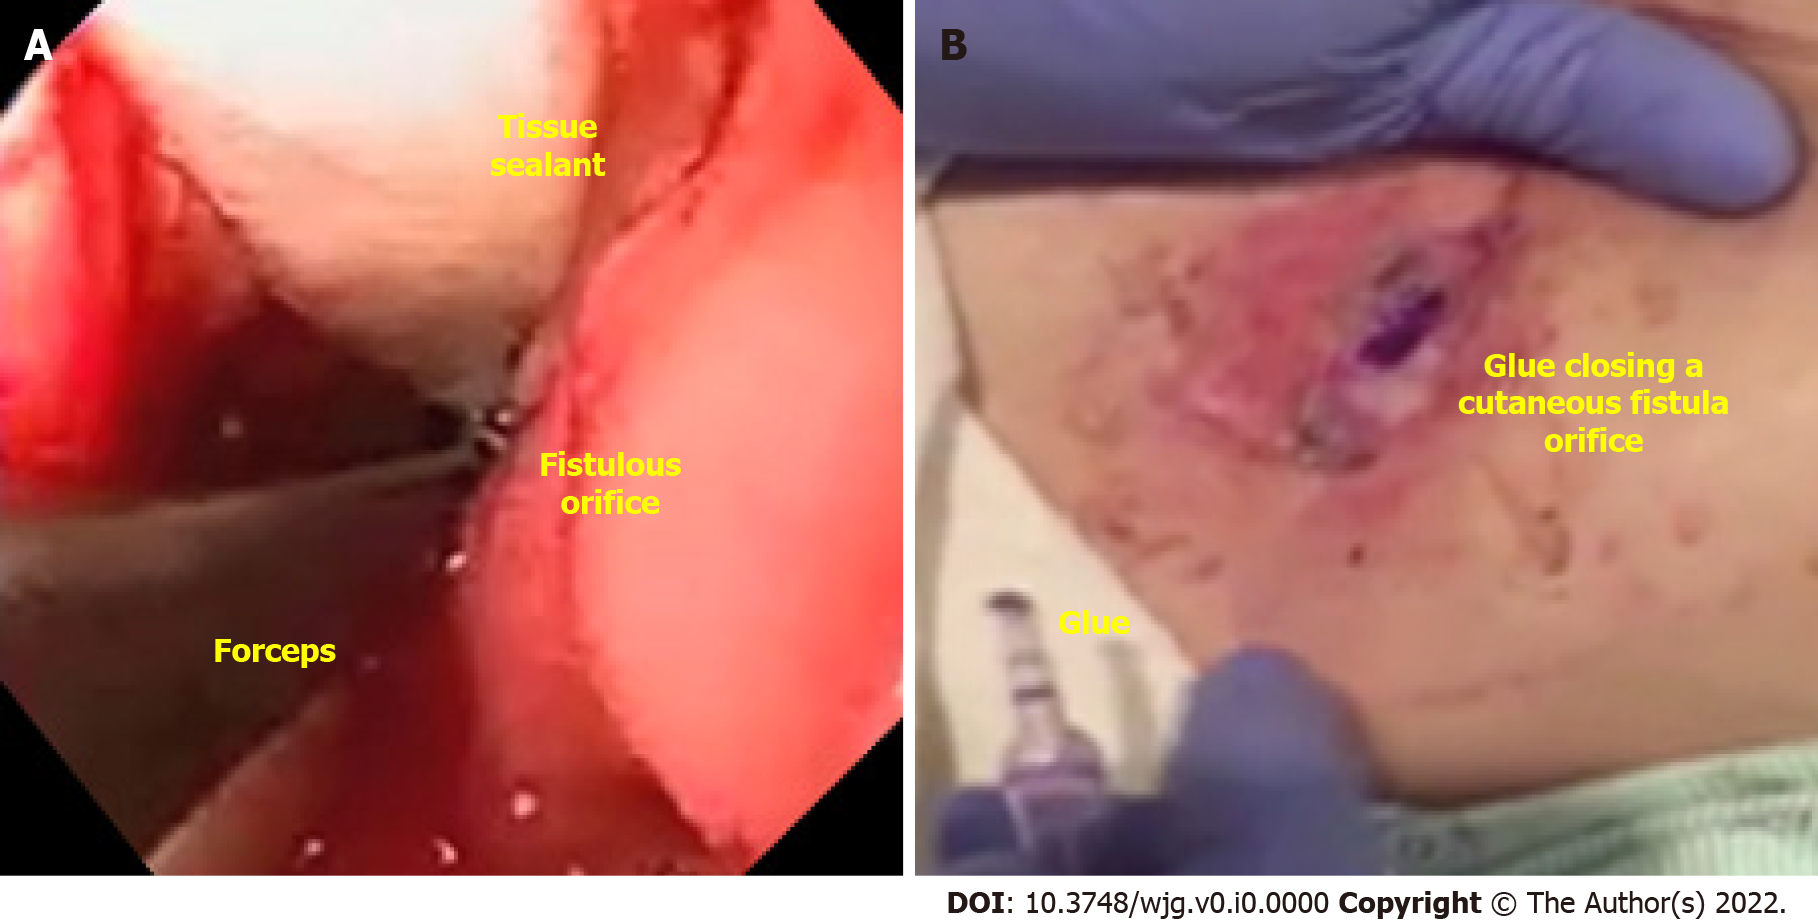 A
Tissue
sealant
Fistulous
orifice
Forceps
B
Glue closing a
cutaneous fistula
orifice
Glue
DOI: 10.3748/wjg.v0.i0.0000 Copyright © The Author(s) 2022.